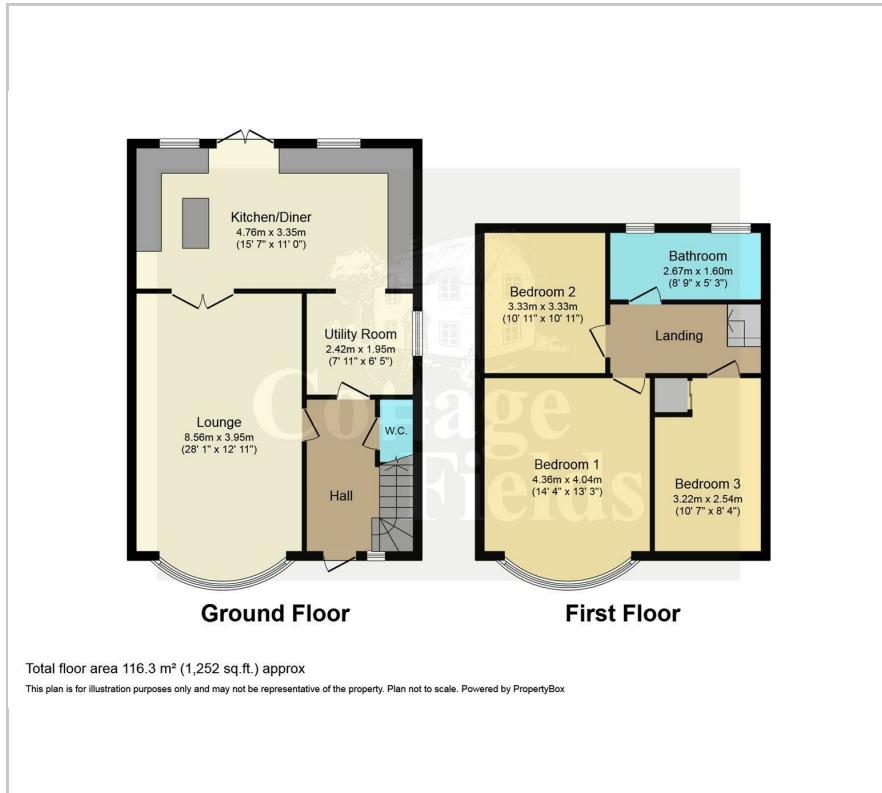 Kitchen/Diner
4.76m x 3.35m
(15' 7" x 11' 0")
Utility Room
2.42m x 1.95m
(7' 11" x 6' 5")
Lounge
8.56m x 3.95m
(28' 1" x 12' 11")
W.C.
Hall
Ground Floor
Bedroom 2
3.33m x 3.33m
(10' 11" x 10' 11")
Bathroom
2.67m x 1.60m
(8' 9" x 5' 3")
Landing
Bedroom 1
4.36m x 4.04m
(14' 4" x 13' 3")
Bedroom 3
3.22m x 2.54m
(10' 7" x 8' 4")
First Floor
Cottage
Fields
Total floor area 116.3 m² (1,252 sq.ft.) approx
This plan is for illustration purposes only and may not be representative of the property. Plan not to scale. Powered by PropertyBox